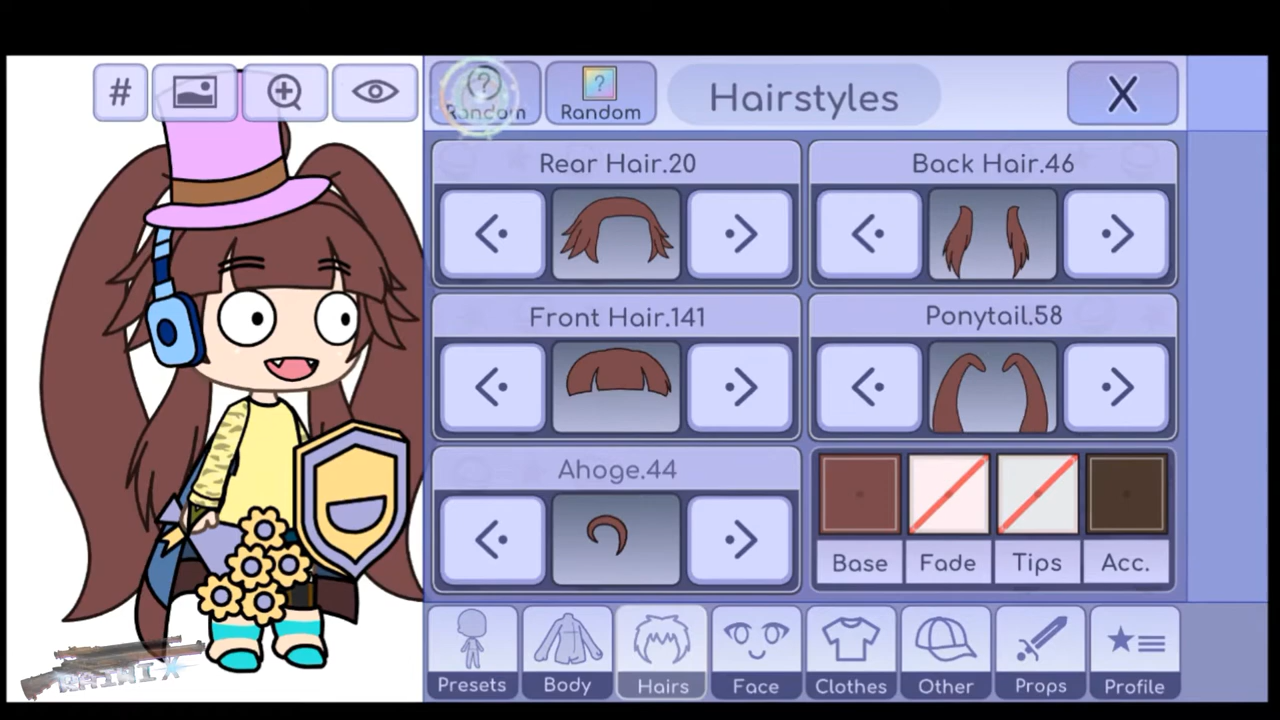 #
Random
Random
Hairstyles
X
Rear Hair.20
Back Hair.46
Front Hair.141
Ponytail.58
Ahoge.44
Base
Fade
Tips
Acc.
Presets
Body
Hairs
Face
Clothes
Other
Props
Profile
RAIWI X